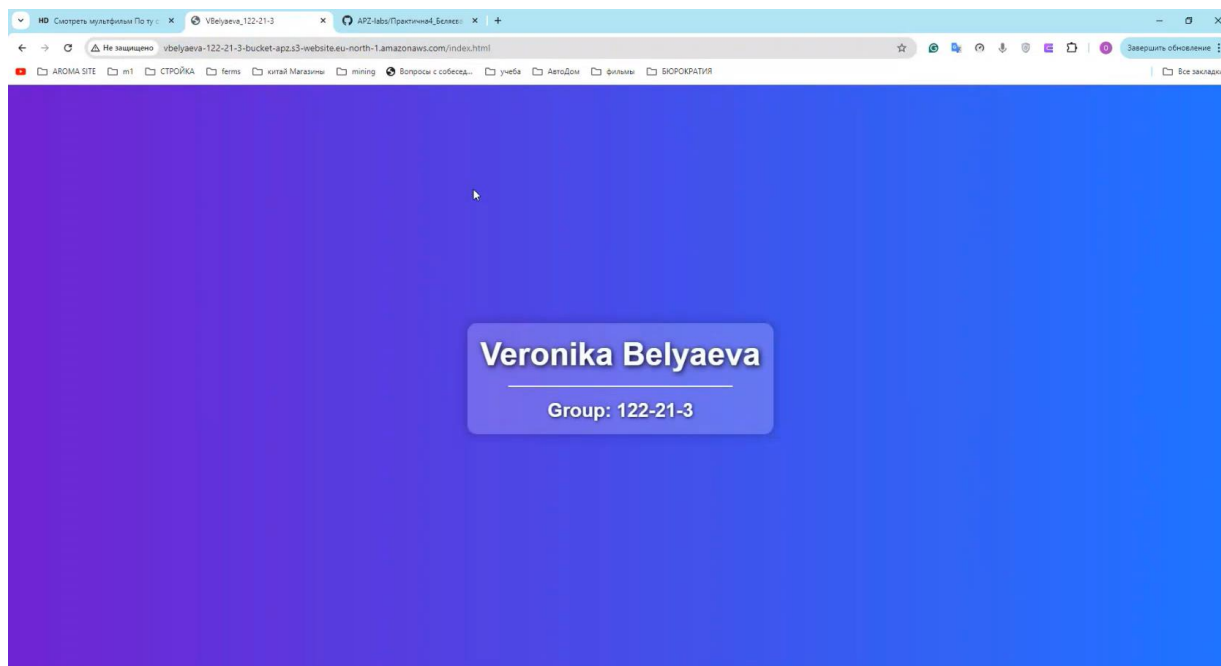 HD Смотреть мультфильм По ту с
VBelyaeva_122-21-3
APZ-labs/Практична4_Бєляєв
Не защищено
vbelyaeva-122-21-3-bucket-apz.s3-website.eu-north-1.amazonaws.com/index.html
Завершить обновление
AROMA SITE
m1
СТРОЙКА
ferms
китай Магазины
mining
Вопросы с собесед...
учеба
АвтоДом
фильмы
БЮРОКРАТИЯ
Все закладки
Veronika Belyaeva
Group: 122-21-3